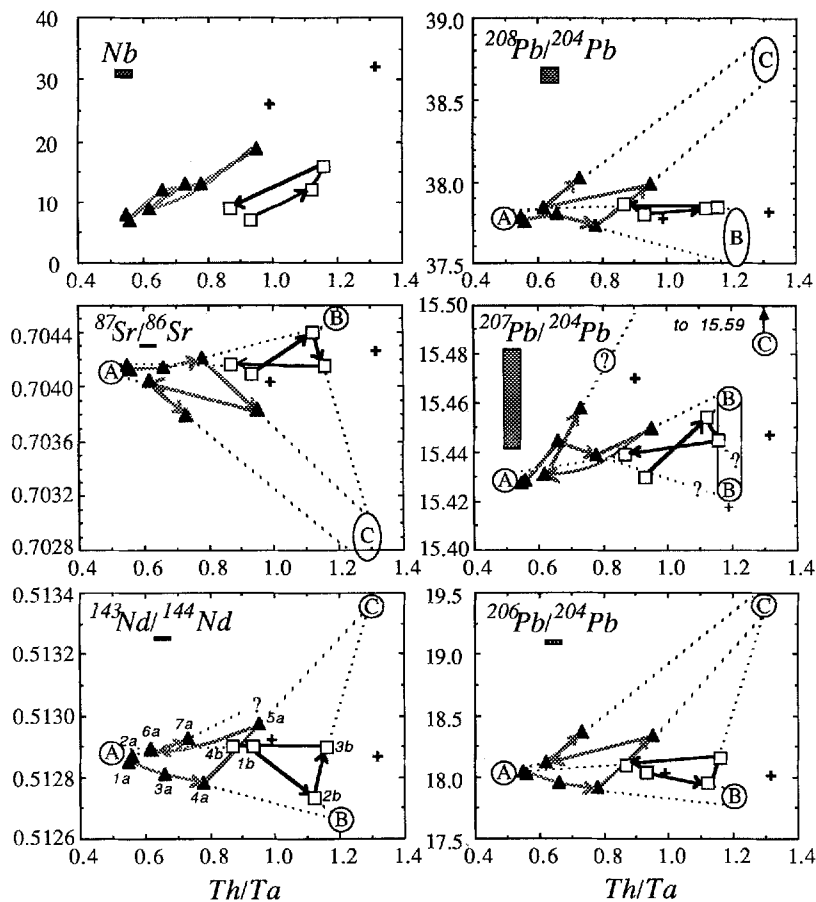 Nb
40
30
20
10
0
0.4 0.6 0.8 1.0 1.2 1.4
208Pb/204Pb
C
A
B
38.5
38.0
37.5
0.4 0.6 0.8 1.0 1.2 1.4
87Sr/86Sr
B
A
C
0.7044
0.7040
0.7036
0.7032
0.7028
0.4 0.6 0.8 1.0 1.2 1.4
207Pb/204Pb
to 15.59
C
?
B
A
?
?
B
15.50
15.48
15.46
15.44
15.42
15.40
0.4 0.6 0.8 1.0 1.2 1.4
143Nd/144Nd
C
?
A
2a 6a 7a 5a
1a 3a 4a 4b 1b 3b
2b
B
0.5134
0.5132
0.5130
0.5128
0.5126
0.4 0.6 0.8 1.0 1.2 1.4
Th/Ta
206Pb/204Pb
C
A
B
19.5
19.0
18.5
18.0
17.5
0.4 0.6 0.8 1.0 1.2 1.4
Th/Ta